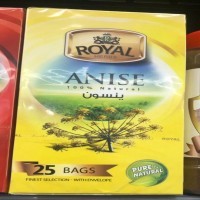 ROYAL
ANISE
100% Natural
ينسون
25 BAGS
FINEST SELECTION - WITH ENVELOPE
PURE NATURAL